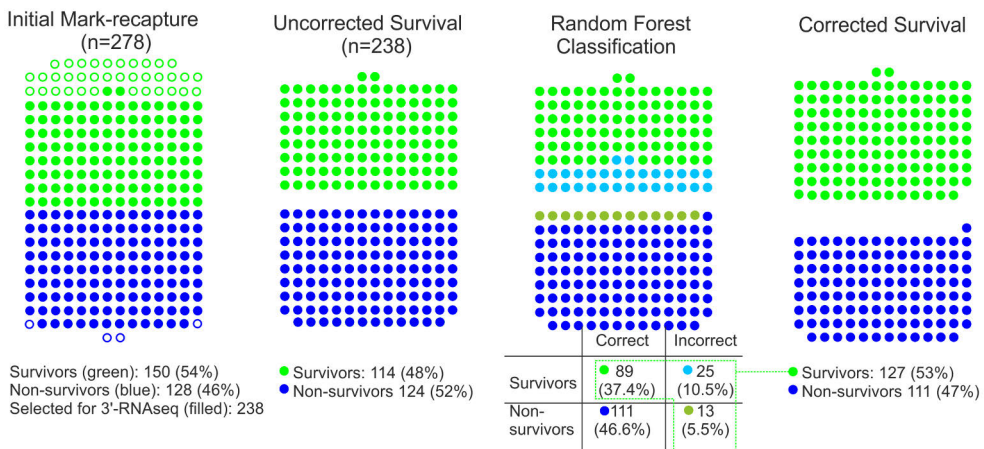 Initial Mark-recapture
(n=278)
Uncorrected Survival
(n=238)
Random Forest
Classification
Corrected Survival
Survivors (green): 150 (54%)
Non-survivors (blue): 128 (46%)
Selected for 3'-RNAseq (filled): 238
Survivors: 114 (48%)
Non-survivors 124 (52%)
Correct
Incorrect
Survivors
89
(37.4%)
25
(10.5%)
Non-
survivors
111
(46.6%)
13
(5.5%)
Survivors: 127 (53%)
Non-survivors 111 (47%)